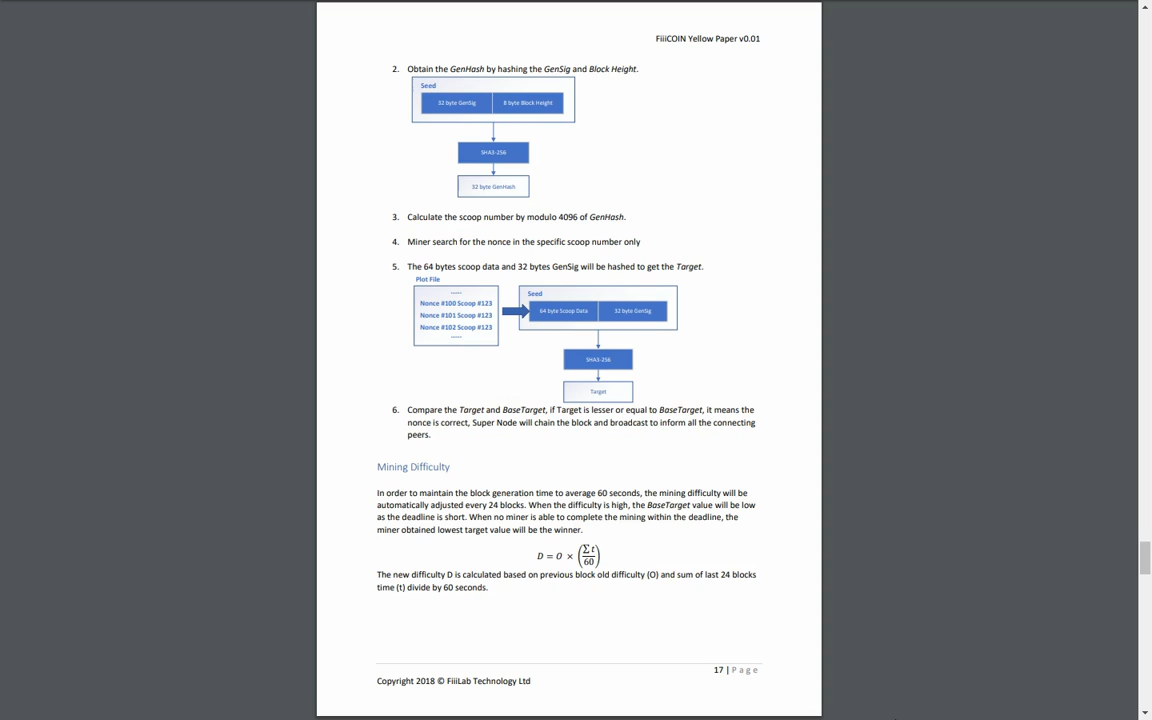 FiiiCOIN Yellow Paper v0.01
2. Obtain the GenHash by hashing the GenSig and Block Height.
Seed
32 byte GenSig
8 byte Block Height
SHA3-256
32 byte GenHash
3. Calculate the scoop number by modulo 4096 of GenHash.
4. Miner search for the nonce in the specific scoop number only
5. The 64 bytes scoop data and 32 bytes GenSig will be hashed to get the Target.
Plot File
......
Nonce #100 Scoop #123
Nonce #101 Scoop #123
Nonce #102 Scoop #123
......
Seed
64 byte Scoop Data
32 byte GenSig
SHA3-256
Target
6. Compare the Target and BaseTarget, if Target is lesser or equal to BaseTarget, it means the
nonce is correct, Super Node will chain the block and broadcast to inform all the connecting
peers.
Mining Difficulty
In order to maintain the block generation time to average 60 seconds, the mining difficulty will be
automatically adjusted every 24 blocks. When the difficulty is high, the BaseTarget value will be low
as the deadline is short. When no miner is able to complete the mining within the deadline, the
miner obtained lowest target value will be the winner.
D = O × (∑t/60)
The new difficulty D is calculated based on previous block old difficulty (O) and sum of last 24 blocks
time (t) divide by 60 seconds.
17 | Page
Copyright 2018 © FiiiLab Technology Ltd